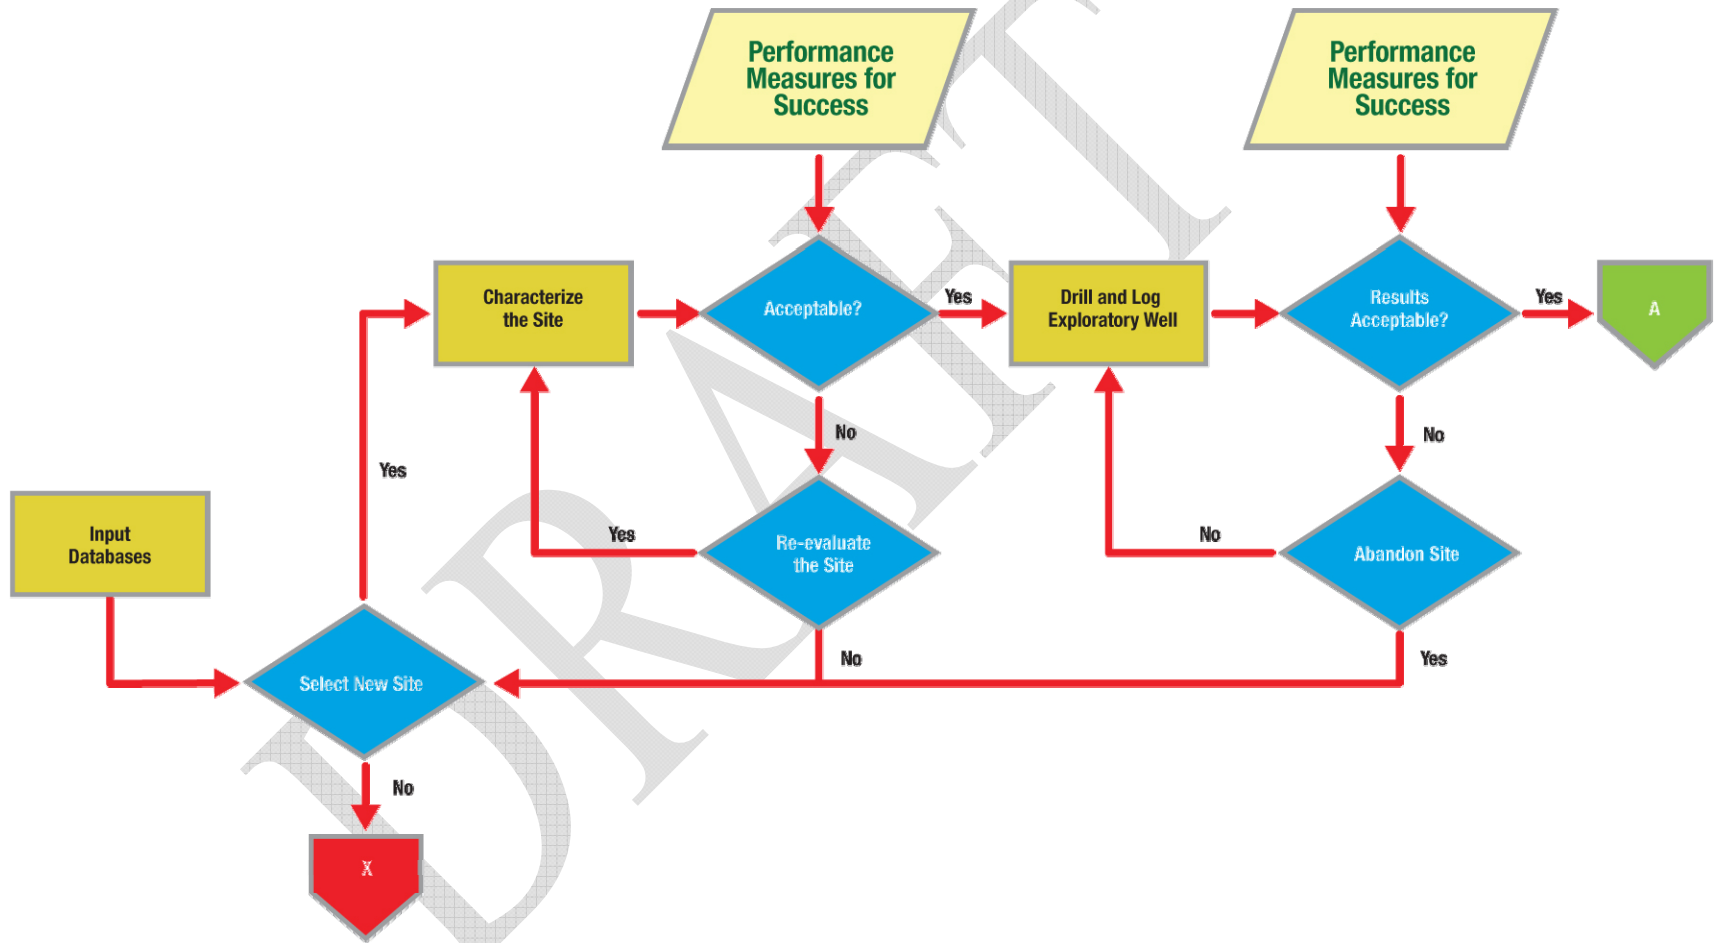 Performance
Measures for
Success
Performance
Measures for
Success
Characterize
the Site
Acceptable?
Yes
Drill and Log
Exploratory Well
Results
Acceptable?
Yes
A
No
No
Yes
Input
Databases
Yes
Re-evaluate
the Site
No
Abandon Site
Select New Site
No
Yes
No
X
DRAFT